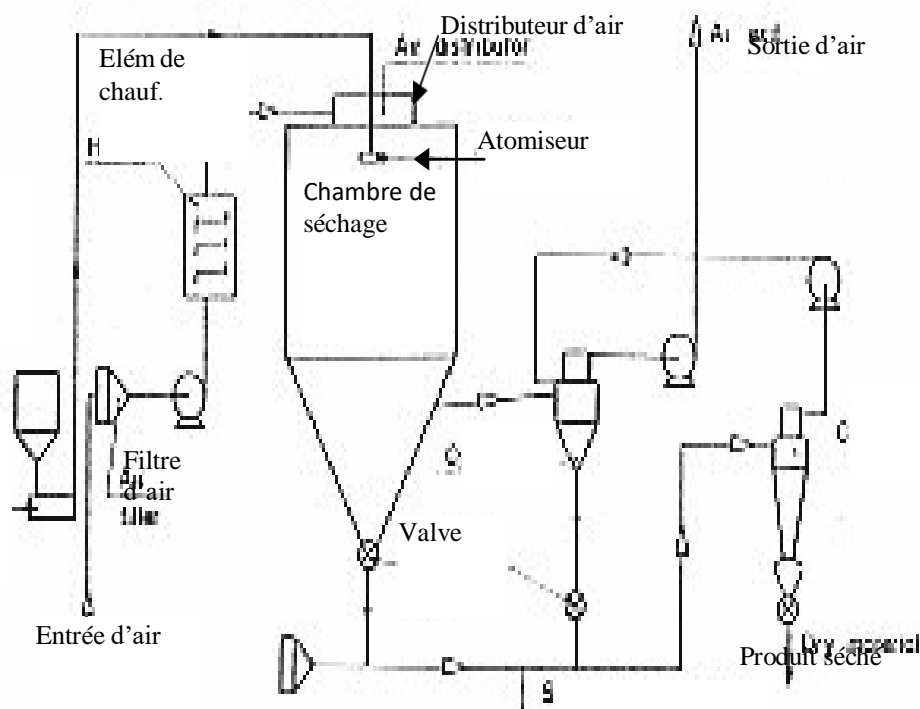 Distributeur d'air
Air distributor
Sortie d'air
Elém de
chauf.
Atomiseur
H
Chambre de
séchage
Filtre
d'air
Valve
Entrée d'air
Produit séché